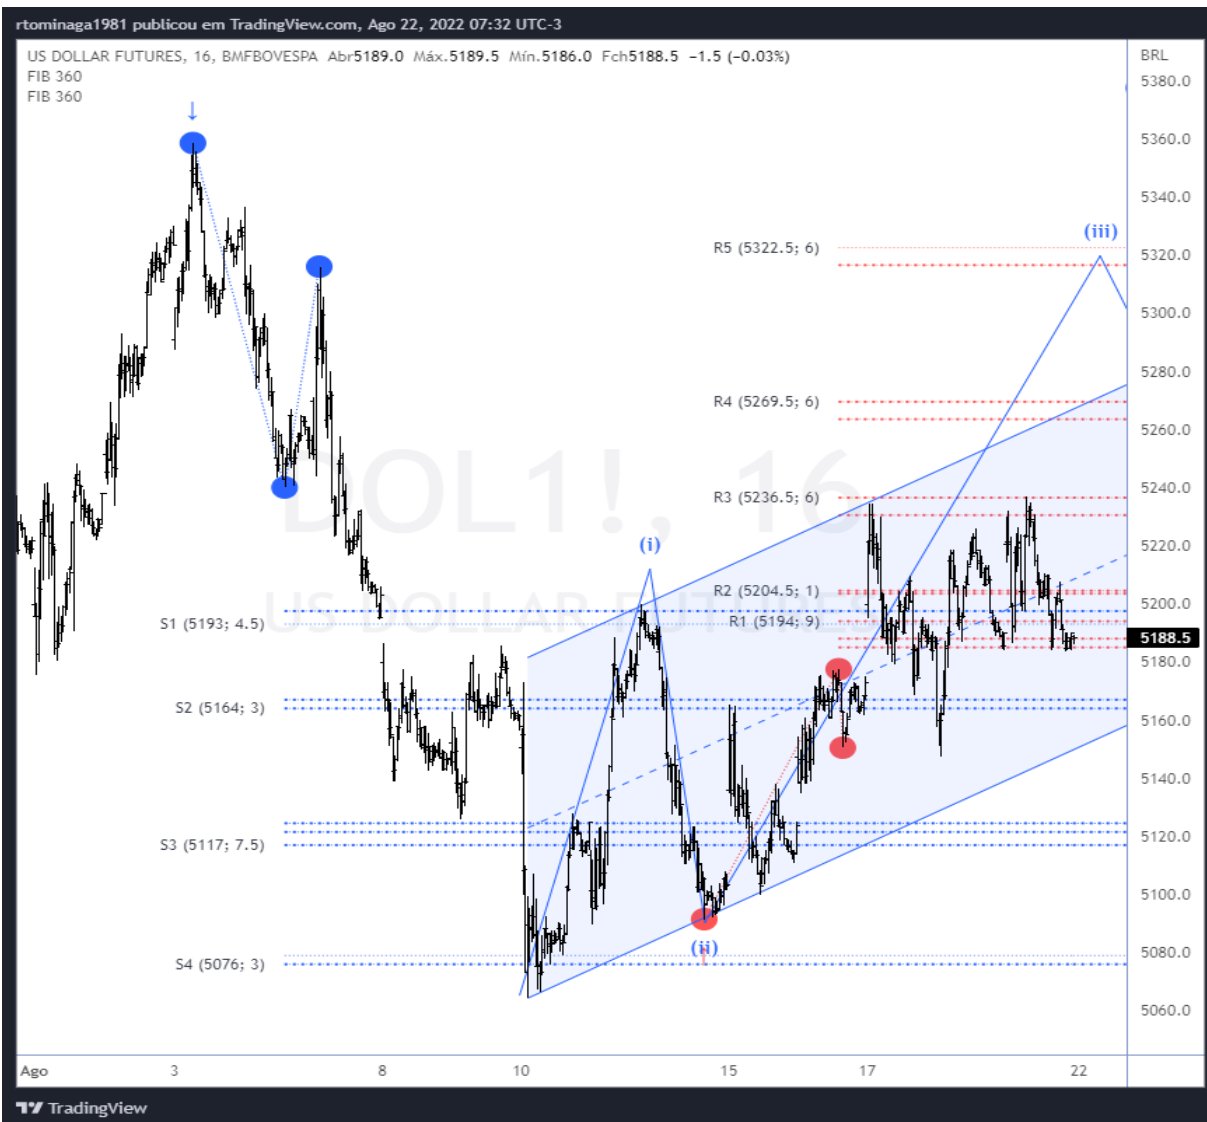 rtominaga1981 publicou em TradingView.com, Ago 22, 2022 07:32 UTC-3
US DOLLAR FUTURES, 16, BMFBOVESPA Abr5189.0 Máx.5189.5 Mín.5186.0 Fch5188.5 −1.5 (−0.03%)
BRL
FIB 360
FIB 360
5380.0
5360.0
5340.0
(iii)
R5 (5322.5; 6)
5320.0
5300.0
5280.0
R4 (5269.5; 6)
5260.0
DOL1!, 16
R3 (5236.5; 6)
5240.0
(i)
5220.0
R2 (5204.5; 1)
5200.0
US DOLLAR FUTURES
S1 (5193; 4.5)
R1 (5194; 9)
5188.5
5180.0
S2 (5164; 3)
5160.0
5140.0
5120.0
S3 (5117; 7.5)
5100.0
(ii)
5080.0
S4 (5076; 3)
5060.0
Ago 3 8 10 15 17 22
TradingView